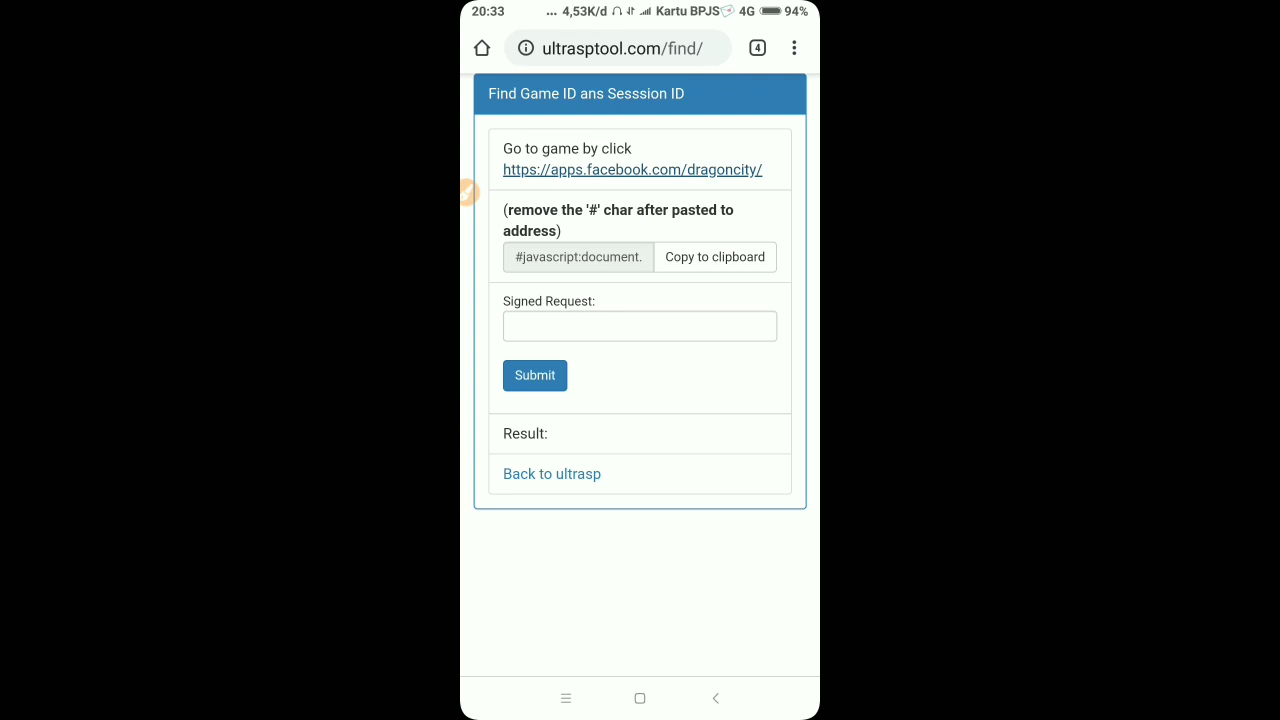 20:33 ... 4,53K/d Kartu BPJS 4G 94%
ultrasptool.com/find/ 4
Find Game ID ans Sesssion ID
Go to game by click
https://apps.facebook.com/dragoncity/
(remove the '#' char after pasted to
address)
#javascript:document. Copy to clipboard
Signed Request:
Submit
Result:
Back to ultrasp